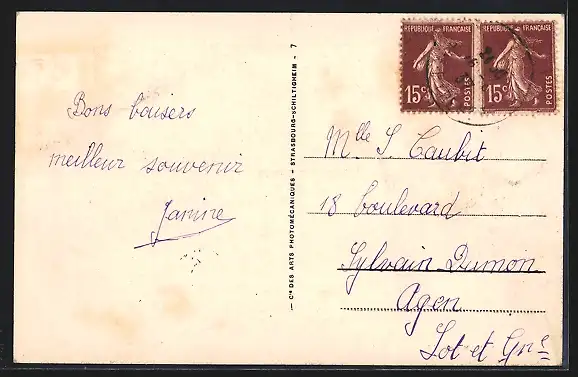 Bons baisers
meilleur souvenir
Janine
— Cie DES ARTS PHOTOMÉCANIQUES - STRASBOURG-SCHILTIGHEIM - 7
RÉPUBLIQUE FRANÇAISE
15c POSTES
RÉPUBLIQUE FRANÇAISE
15c POSTES
Mlle S Caubit
18 boulevard
Sylvain Dumon
Agen
Lot et Gne